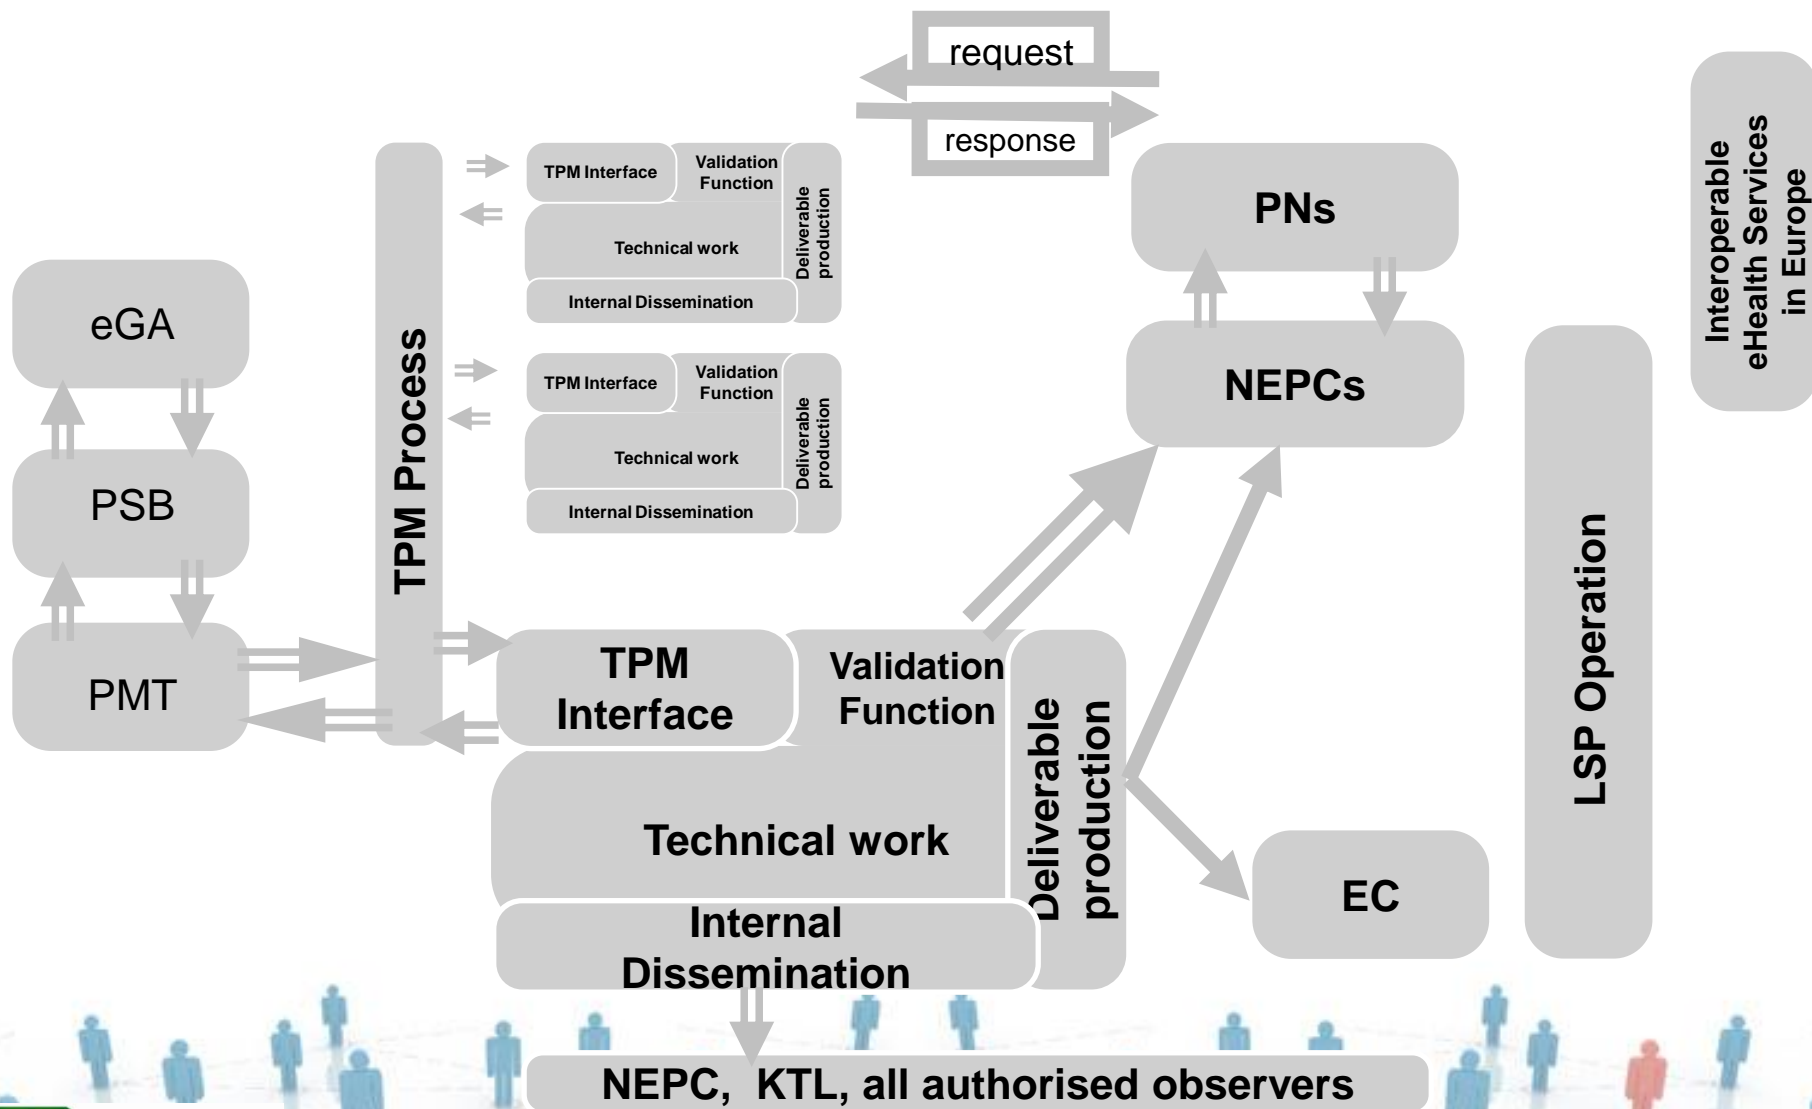 request
response
Interoperable
eHealth Services
in Europe
TPM Interface
Validation
Function
Deliverable
production
Technical work
Internal Dissemination
PNs
eGA
TPM Process
TPM Interface
Validation
Function
Deliverable
production
Technical work
Internal Dissemination
NEPCs
PSB
LSP Operation
PMT
TPM
Interface
Validation
Function
Deliverable
production
Technical work
EC
Internal
Dissemination
NEPC, KTL, all authorised observers